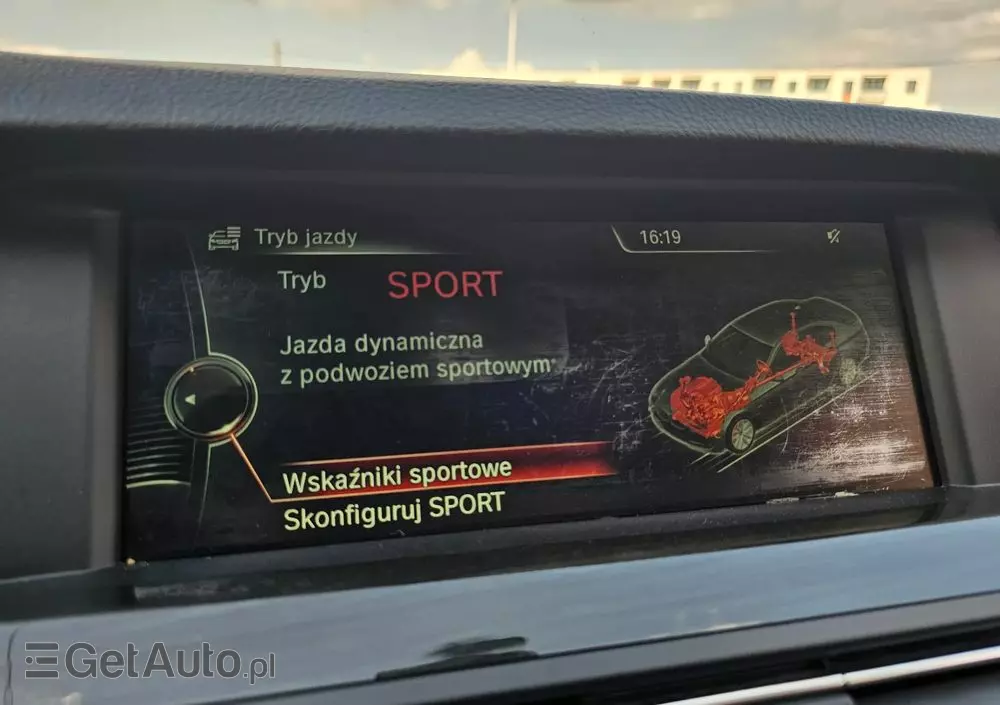 Tryb jazdy
16:19
Tryb SPORT
Jazda dynamiczna
z podwoziem sportowym
Wskaźniki sportowe
Skonfiguruj SPORT
GetAuto.pl